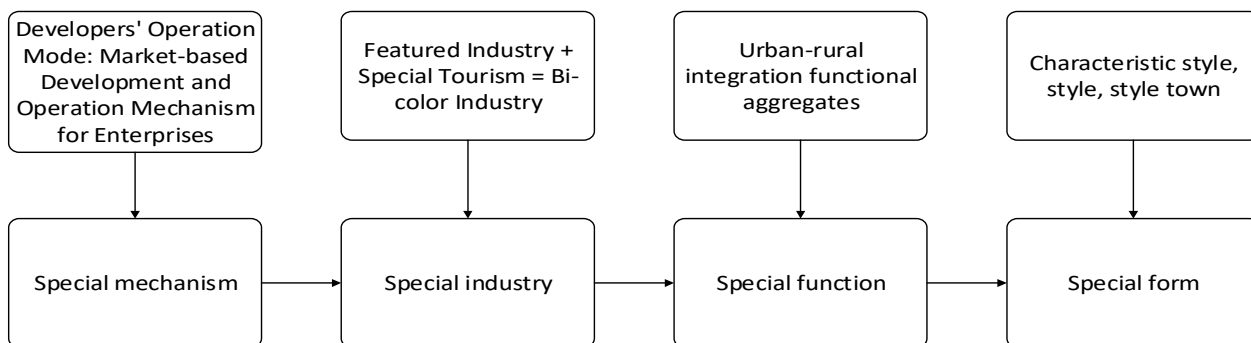 Developers' Operation
Mode: Market-based
Development and
Operation Mechanism
for Enterprises
Featured Industry +
Special Tourism = Bi-
color Industry
Urban-rural
integration functional
aggregates
Characteristic style,
style, style town
Special mechanism
Special industry
Special function
Special form